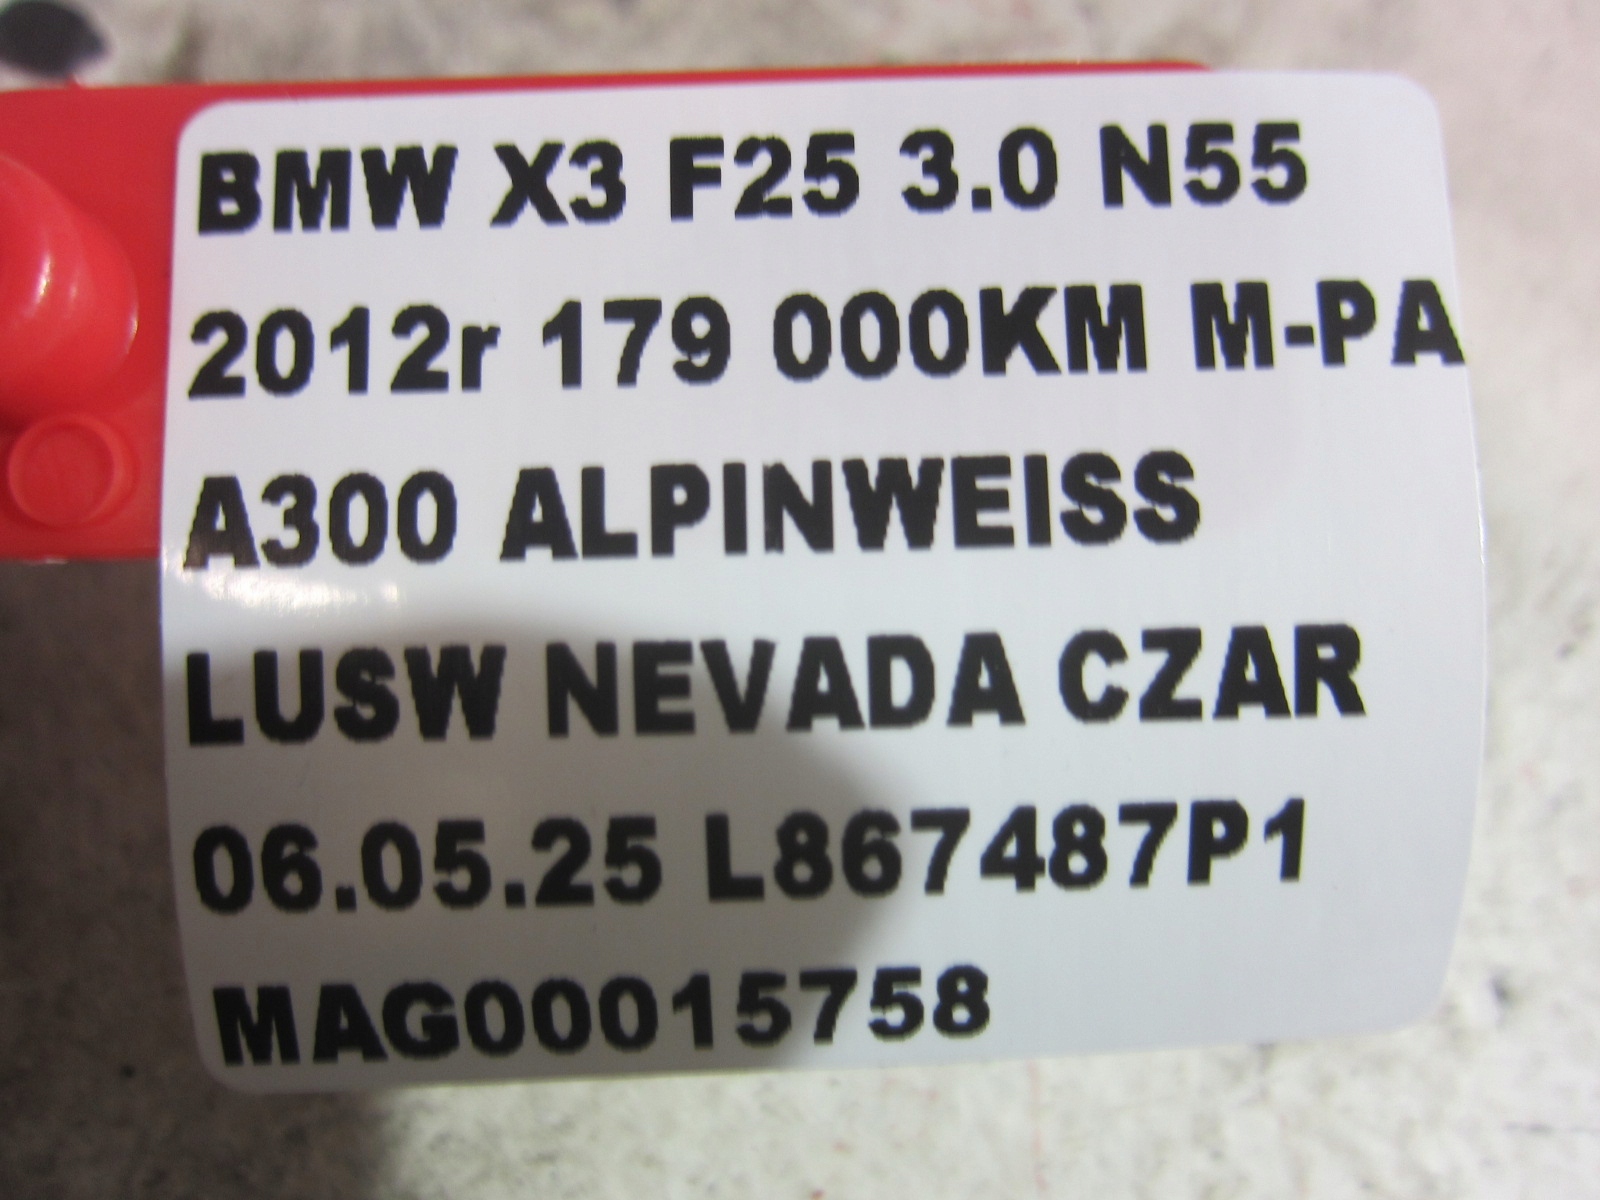 BMW X3 F25 3.0 N55
2012r 179 000KM M-PA
A300 ALPINWEISS
LUSW NEVADA CZAR
06.05.25 L867487P1
MAG00015758